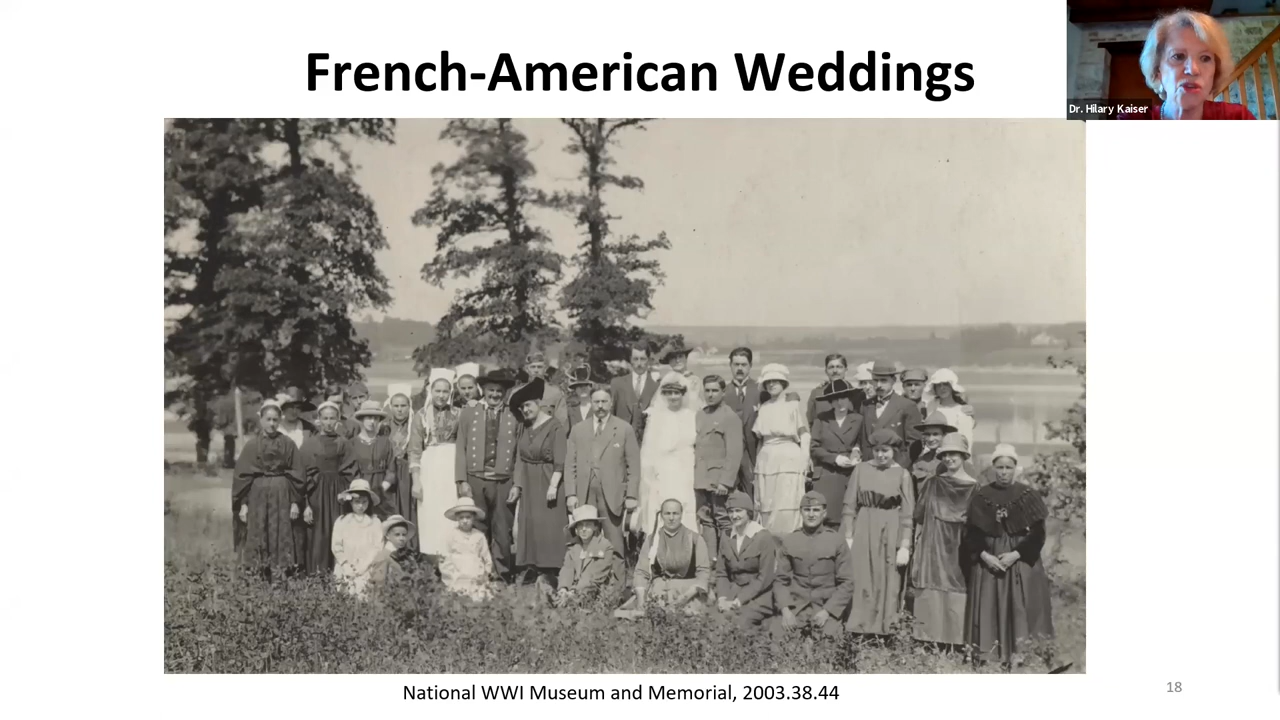 French-American Weddings
Dr. Hilary Kaiser
National WWI Museum and Memorial, 2003.38.44
18